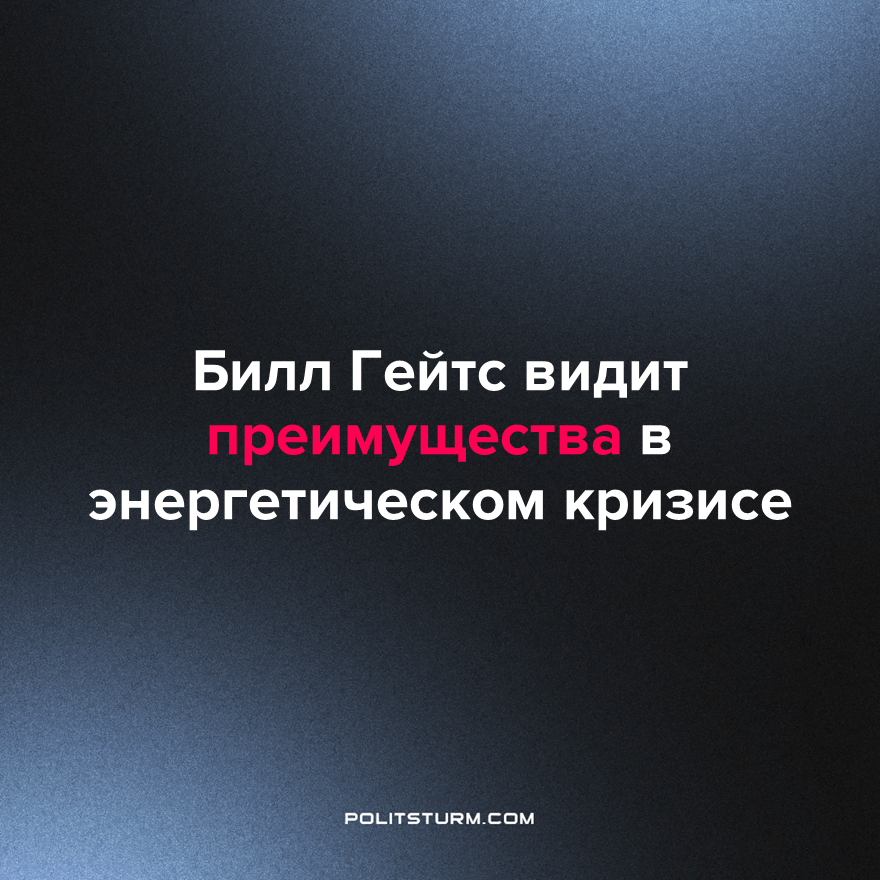 Билл Гейтс видит
преимущества в
энергетическом кризисе
POLITSTURM.COM